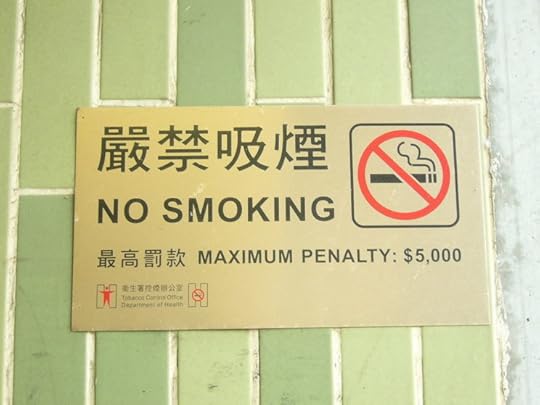 嚴禁吸煙
NO SMOKING
最高罰款 MAXIMUM PENALTY: $5,000
衞生署控煙辦公室
Tobacco Control Office
Department of Health